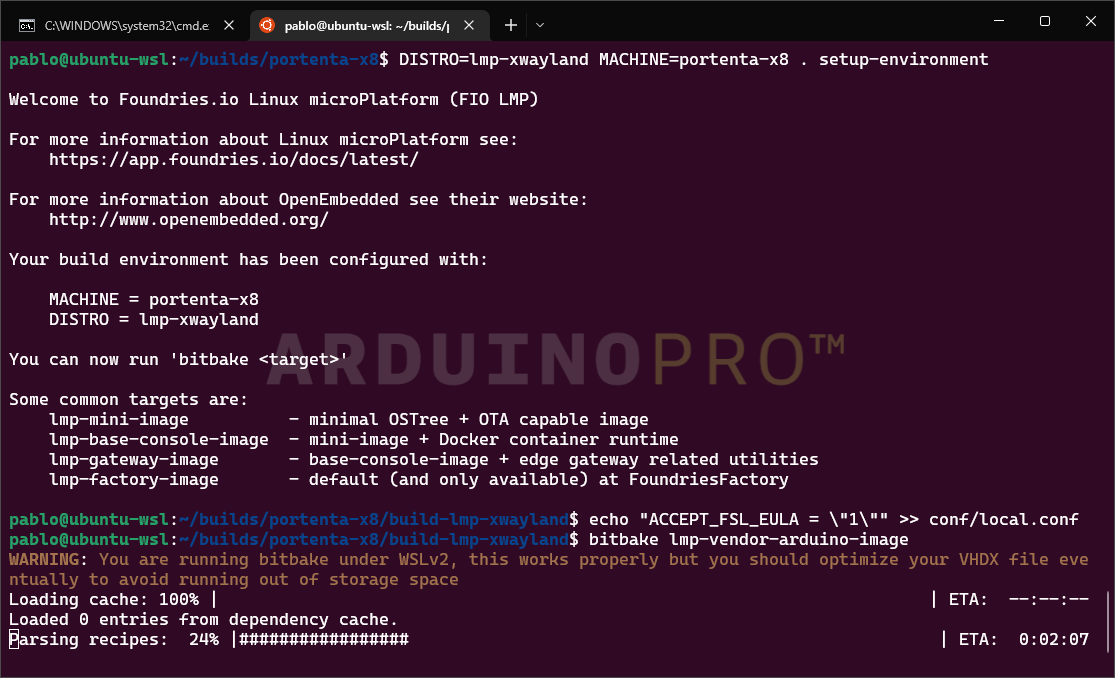 C:\WINDOWS\system32\cmd.e
pablo@ubuntu-wsl: ~/builds/p
pablo@ubuntu-wsl:~/builds/portenta-x8$ DISTRO=lmp-xwayland MACHINE=portenta-x8 . setup-environment
Welcome to Foundries.io Linux microPlatform (FIO LMP)
For more information about Linux microPlatform see:
https://app.foundries.io/docs/latest/
For more information about OpenEmbedded see their website:
http://www.openembedded.org/
Your build environment has been configured with:
MACHINE = portenta-x8
DISTRO = lmp-xwayland
ARDUINOPRO™
You can now run 'bitbake <target>'
Some common targets are:
lmp-mini-image - minimal OSTree + OTA capable image
lmp-base-console-image - mini-image + Docker container runtime
lmp-gateway-image - base-console-image + edge gateway related utilities
lmp-factory-image - default (and only available) at FoundriesFactory
pablo@ubuntu-wsl:~/builds/portenta-x8/build-lmp-xwayland$ echo "ACCEPT_FSL_EULA = \"1\"" >> conf/local.conf
pablo@ubuntu-wsl:~/builds/portenta-x8/build-lmp-xwayland$ bitbake lmp-vendor-arduino-image
WARNING: You are running bitbake under WSLv2, this works properly but you should optimize your VHDX file eve
ntually to avoid running out of storage space
Loading cache: 100% | | ETA: --:--:--
Loaded 0 entries from dependency cache.
Parsing recipes: 24% |################# | ETA: 0:02:07